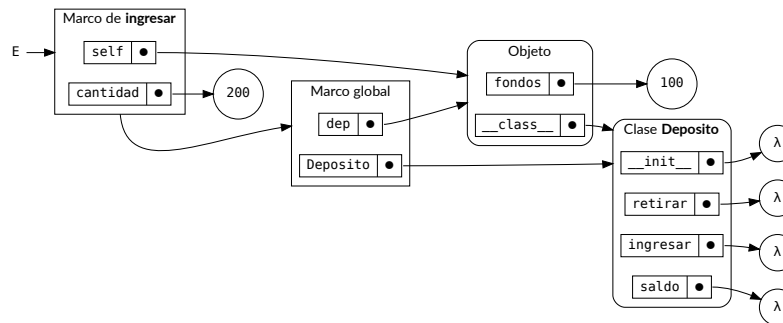 Marco de ingresar
E
self
cantidad
200
Marco global
dep
Deposito
Objeto
fondos
100
__class__
Clase Deposito
__init__
λ
retirar
λ
ingresar
λ
saldo
λ